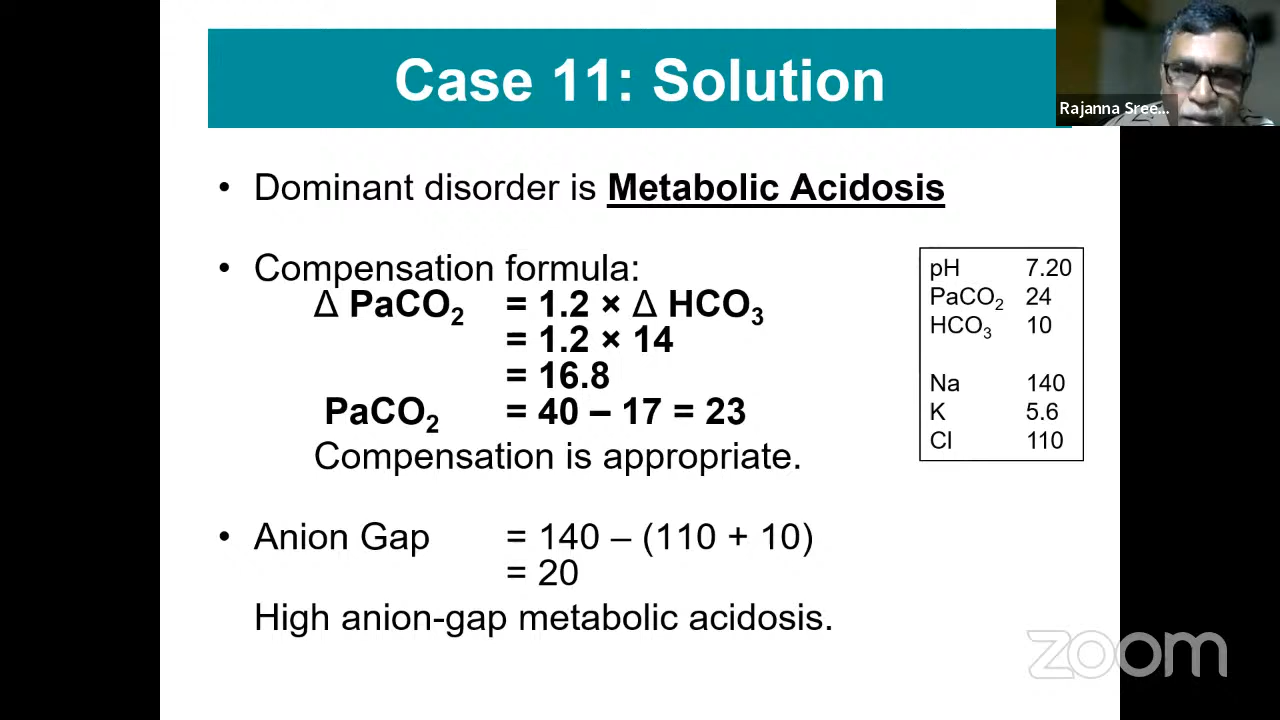 Case 11: Solution
Rajanna Sree...
• Dominant disorder is Metabolic Acidosis
• Compensation formula:
Δ PaCO₂ = 1.2 × Δ HCO₃
= 1.2 × 14
= 16.8
PaCO₂ = 40 – 17 = 23
Compensation is appropriate.
pH 7.20
PaCO₂ 24
HCO₃ 10
Na 140
K 5.6
Cl 110
• Anion Gap = 140 – (110 + 10)
= 20
High anion-gap metabolic acidosis.
zoom